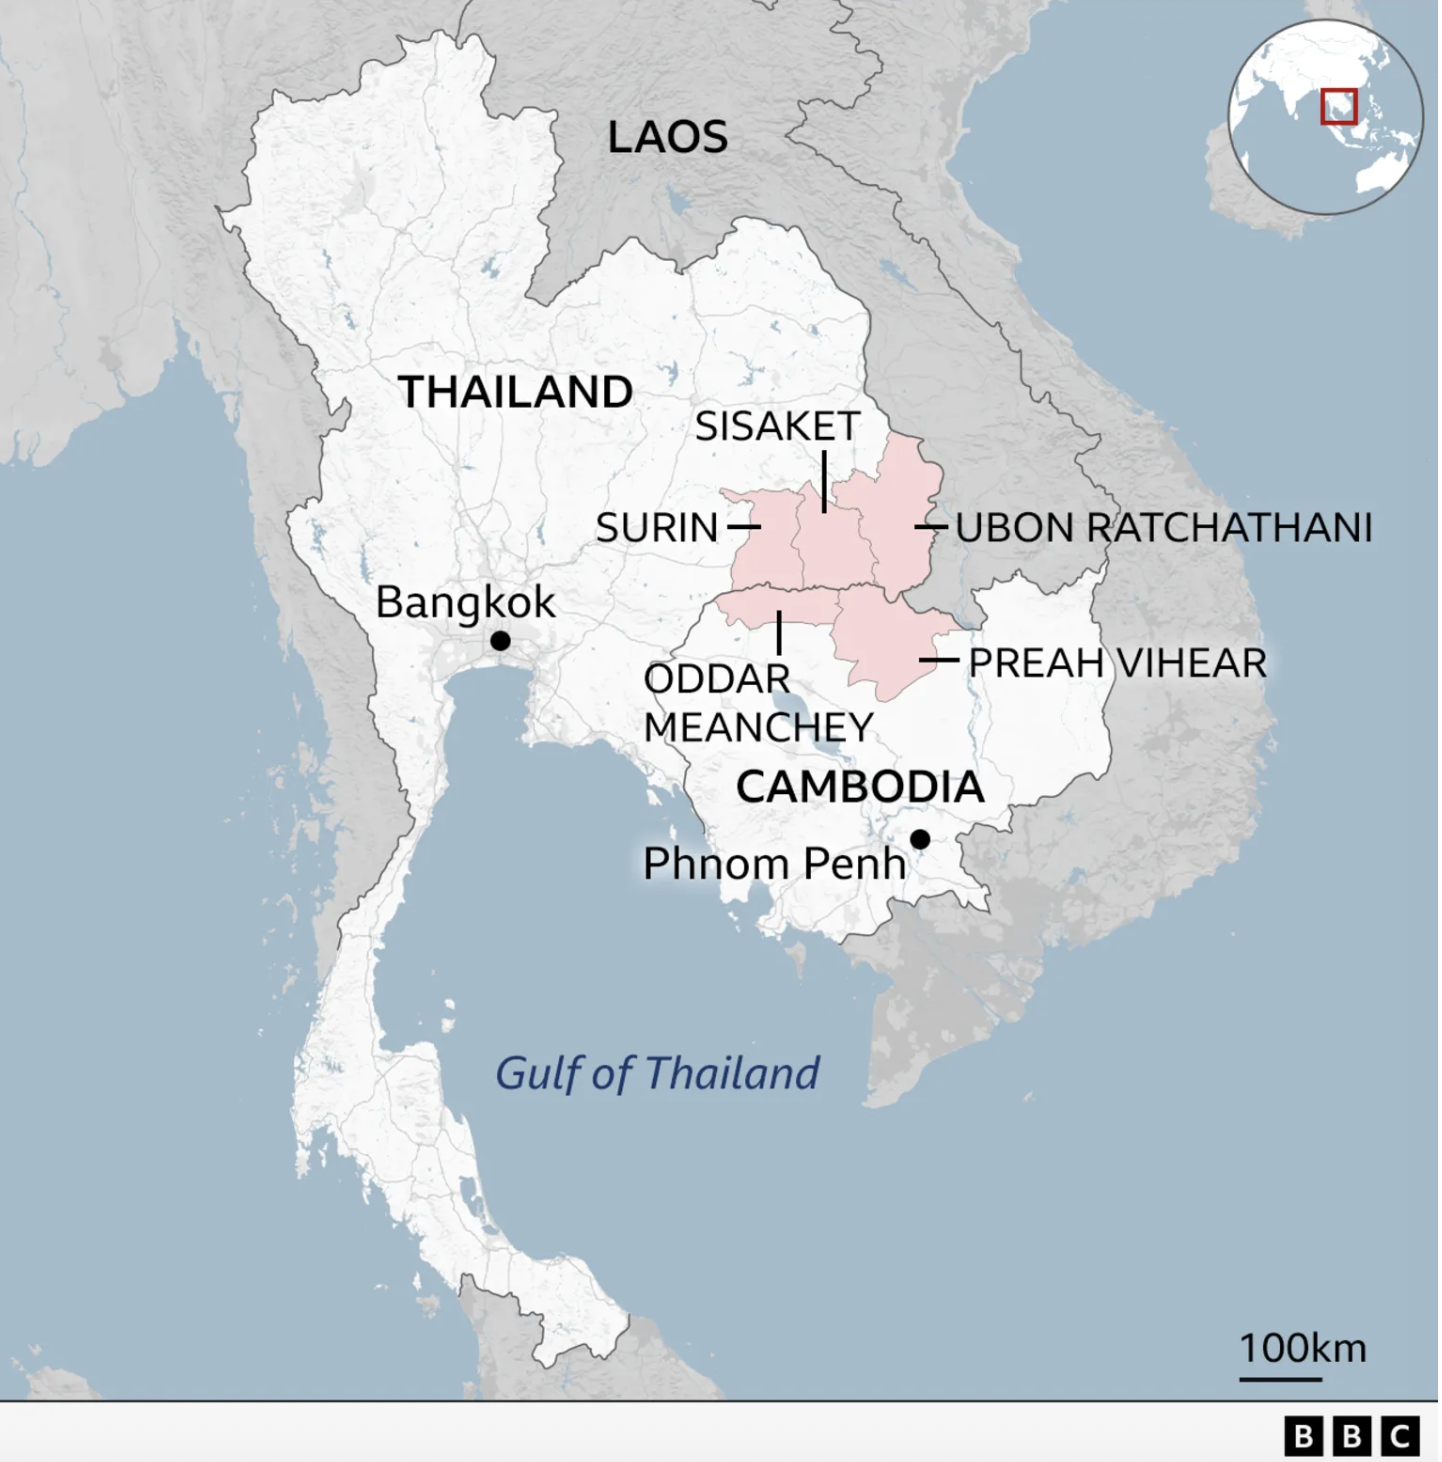 LAOS
THAILAND
SISAKET
SURIN
UBON RATCHATHANI
Bangkok
ODDAR
MEANCHEY
PREAH VIHEAR
CAMBODIA
Phnom Penh
Gulf of Thailand
100km
BBC